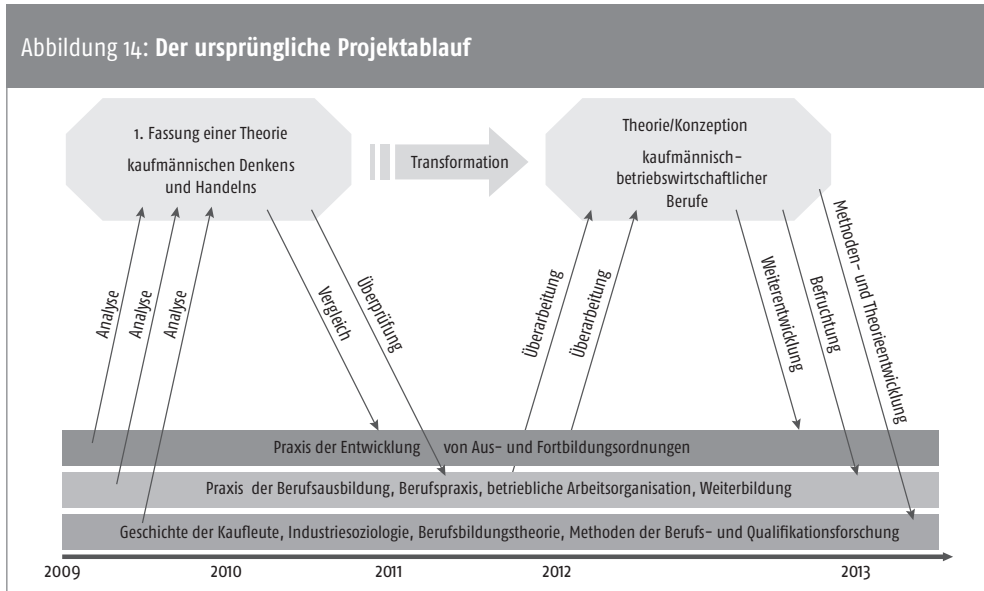 Abbildung 14: Der ursprüngliche Projektablauf
1. Fassung einer Theorie
kaufmännischen Denkens
und Handelns
Transformation
Theorie/Konzeption
kaufmännisch-
betriebswirtschaftlicher
Berufe
Analyse
Analyse
Analyse
Vergleich
Überprüfung
Überarbeitung
Überarbeitung
Weiterentwicklung
Befruchtung
Methoden- und Theorieentwicklung
Praxis der Entwicklung von Aus- und Fortbildungsordnungen
Praxis der Berufsausbildung, Berufspraxis, betriebliche Arbeitsorganisation, Weiterbildung
Geschichte der Kaufleute, Industriesoziologie, Berufsbildungstheorie, Methoden der Berufs- und Qualifikationsforschung
2009 2010 2011 2012 2013